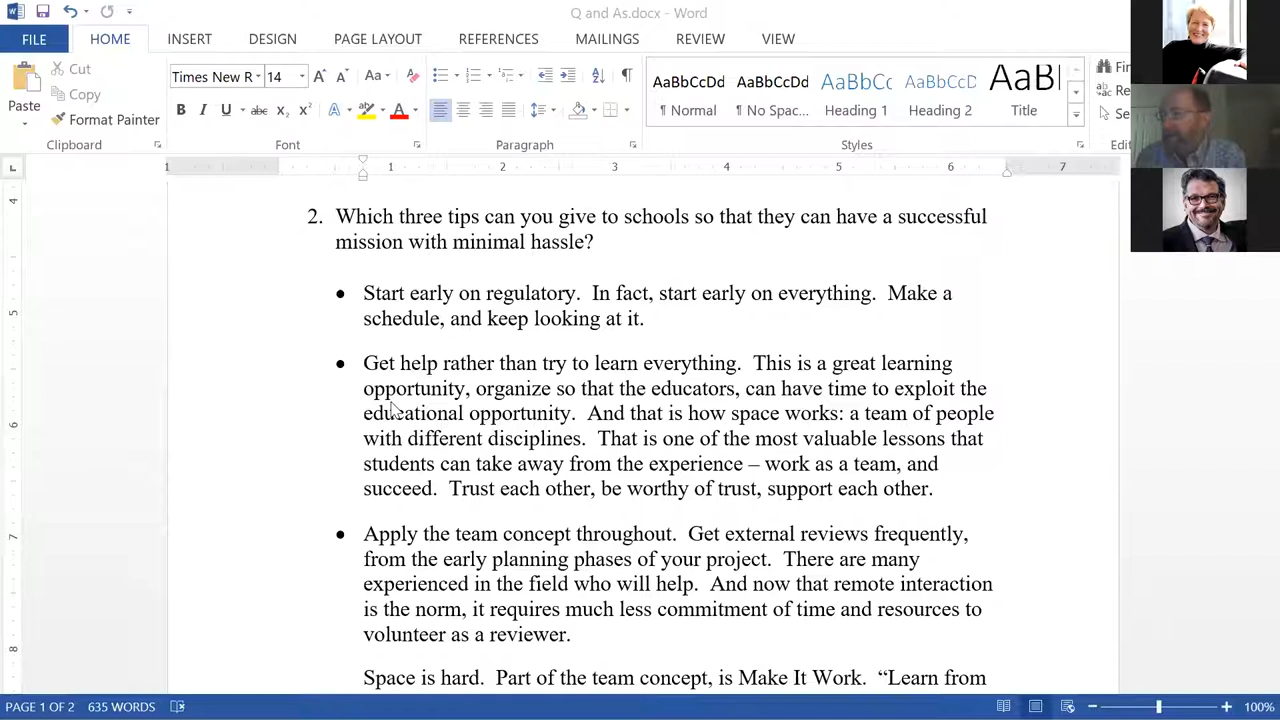 Q and As.docx - Word
FILE HOME INSERT DESIGN PAGE LAYOUT REFERENCES MAILINGS REVIEW VIEW
Paste
Cut
Copy
Format Painter
Clipboard
Times New R 14
Font
Paragraph
AaBbCcDd AaBbCcDd AaBbCc AaBbCcD AaB
¶ Normal ¶ No Spac... Heading 1 Heading 2 Title
Styles
1 1 2 3 4 5 6 7
2. Which three tips can you give to schools so that they can have a successful
mission with minimal hassle?
• Start early on regulatory. In fact, start early on everything. Make a
schedule, and keep looking at it.
• Get help rather than try to learn everything. This is a great learning
opportunity, organize so that the educators, can have time to exploit the
educational opportunity. And that is how space works: a team of people
with different disciplines. That is one of the most valuable lessons that
students can take away from the experience – work as a team, and
succeed. Trust each other, be worthy of trust, support each other.
• Apply the team concept throughout. Get external reviews frequently,
from the early planning phases of your project. There are many
experienced in the field who will help. And now that remote interaction
is the norm, it requires much less commitment of time and resources to
volunteer as a reviewer.
Space is hard. Part of the team concept, is Make It Work. “Learn from
PAGE 1 OF 2 635 WORDS 100%